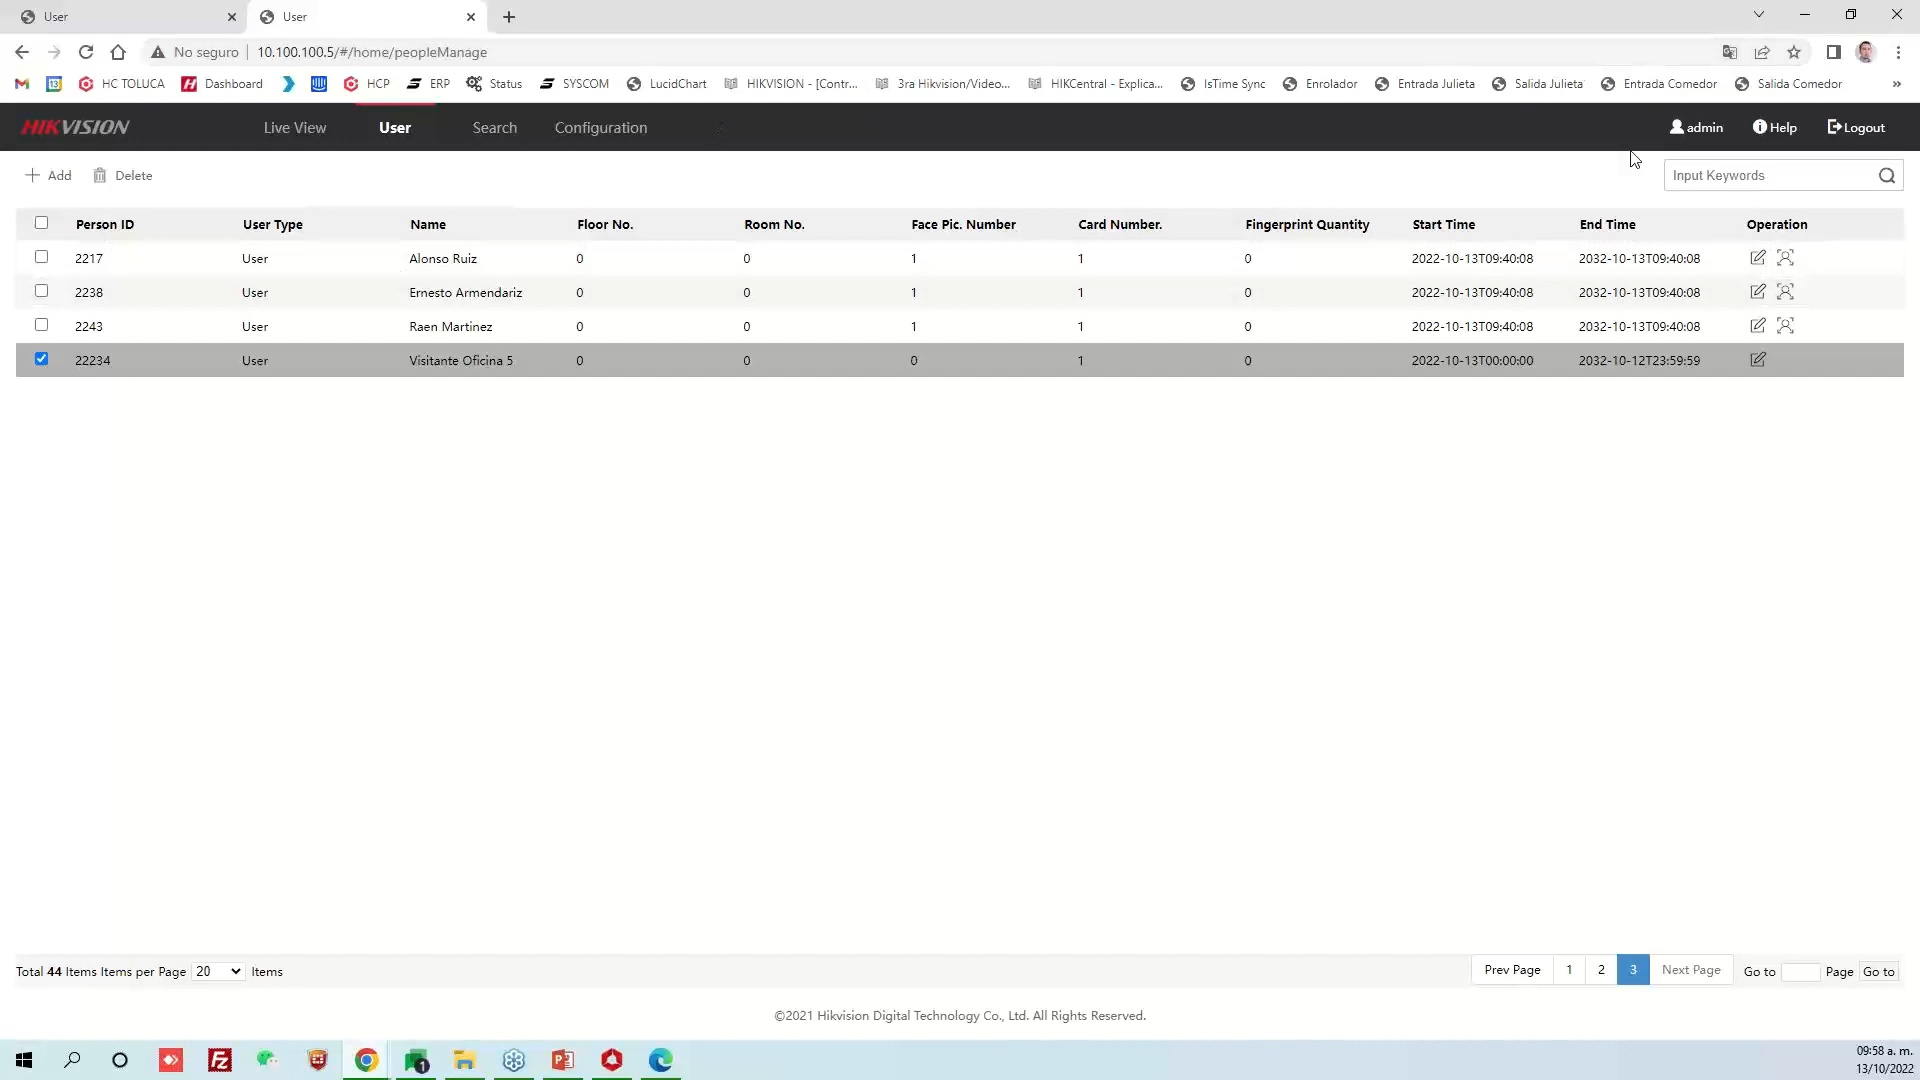 User
User
No seguro
10.100.100.5/#/home/peopleManage
13 HC TOLUCA Dashboard HCP ERP Status SYSCOM LucidChart HIKVISION - [Contr... 3ra Hikvision/Video... HIKCentral - Explica... IsTime Sync Enrolador Entrada Julieta Salida Julieta Entrada Comedor Salida Comedor »
HIKVISION Live View User Search Configuration admin Help Logout
Add Delete Input Keywords
Person ID User Type Name Floor No. Room No. Face Pic. Number Card Number. Fingerprint Quantity Start Time End Time Operation
2217 User Alonso Ruiz 0 0 1 1 0 2022-10-13T09:40:08 2032-10-13T09:40:08
2238 User Ernesto Armendariz 0 0 1 1 0 2022-10-13T09:40:08 2032-10-13T09:40:08
2243 User Raen Martinez 0 0 1 1 0 2022-10-13T09:40:08 2032-10-13T09:40:08
22234 User Visitante Oficina 5 0 0 0 1 0 2022-10-13T00:00:00 2032-10-12T23:59:59
Total 44 Items Items per Page 20 Items Prev Page 1 2 3 Next Page Go to Page Go to
©2021 Hikvision Digital Technology Co., Ltd. All Rights Reserved.
1
09:58 a. m.
13/10/2022